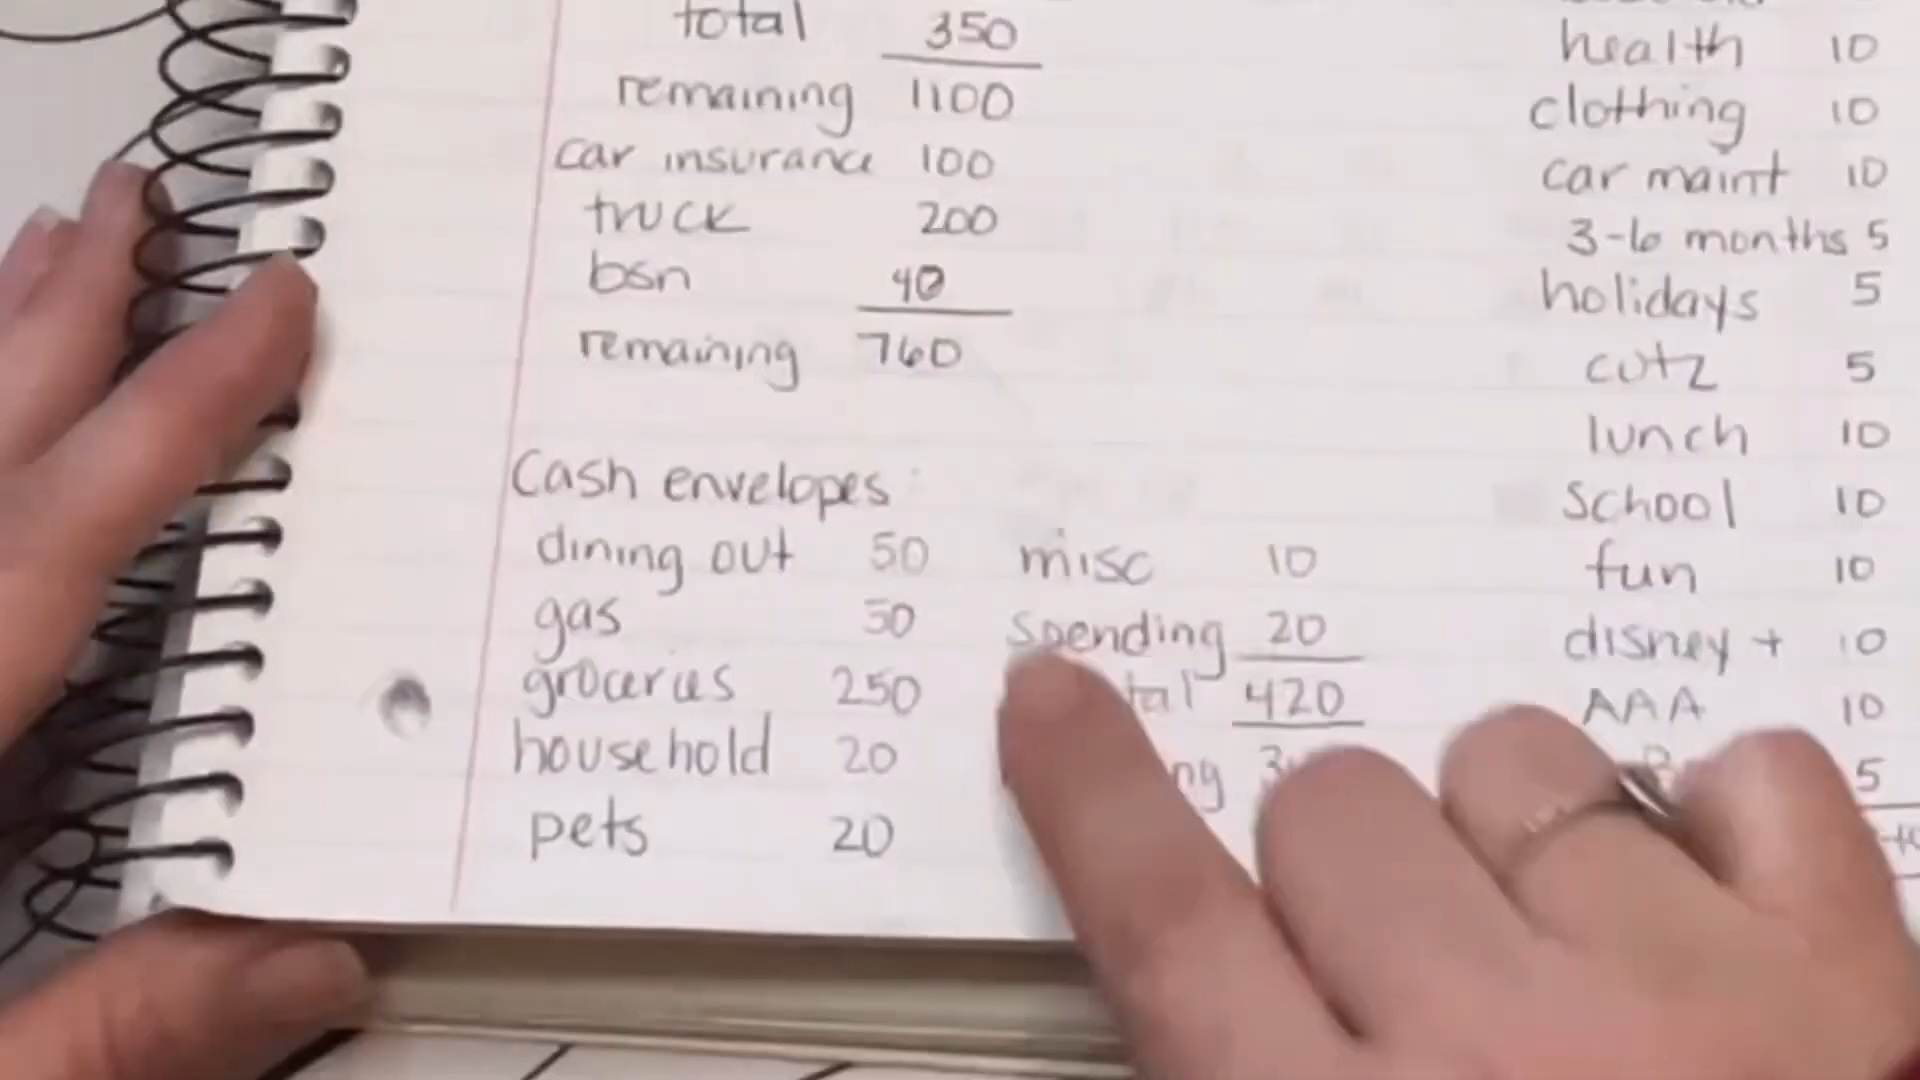 total 350
remaining 1100
car insurance 100
truck 200
bsn 40
remaining 760
Cash envelopes:
dining out 50
gas 50
groceries 250
household 20
pets 20
misc 10
spending 20
420
health 10
clothing 10
car maint 10
3-6 months 5
holidays 5
cutz 5
lunch 10
school 10
fun 10
disney + 10
AAA 10
5